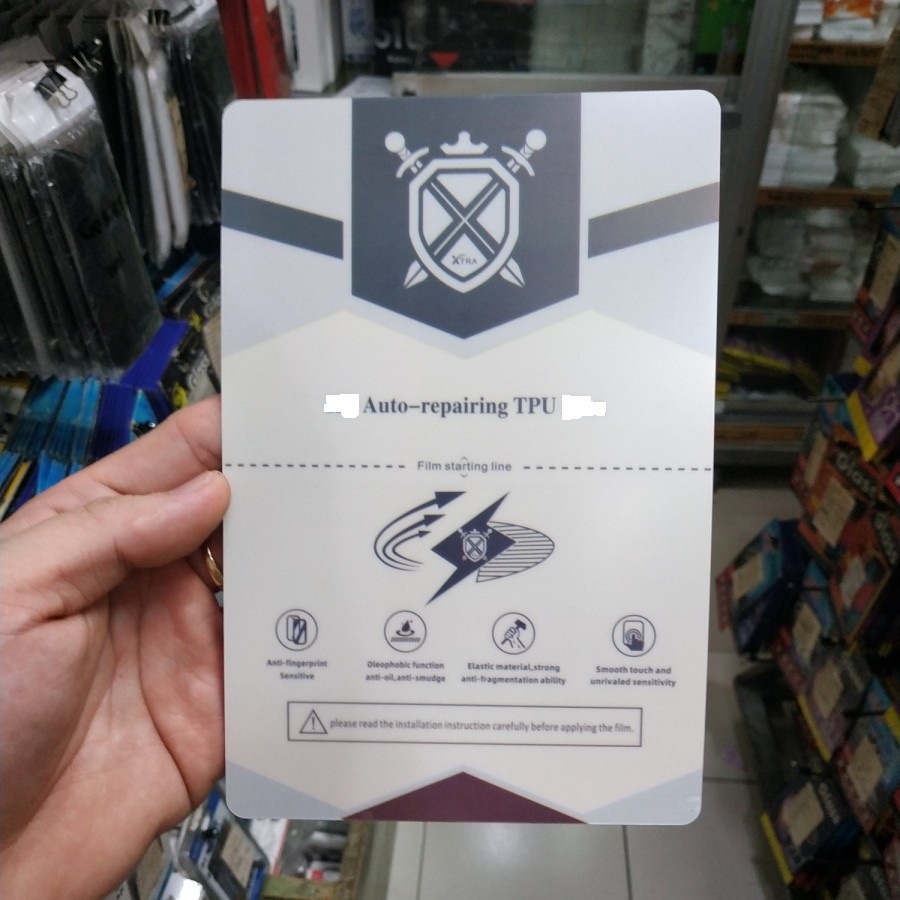 XTRA
Auto-repairing TPU
Film starting line
Anti-fingerprint
Sensitive
Oleophobic function
anti-oil,anti-smudge
Elastic material,strong
anti-fragmentation ability
Smooth touch and
unrivaled sensitivity
please read the installation instruction carefully before applying the film.